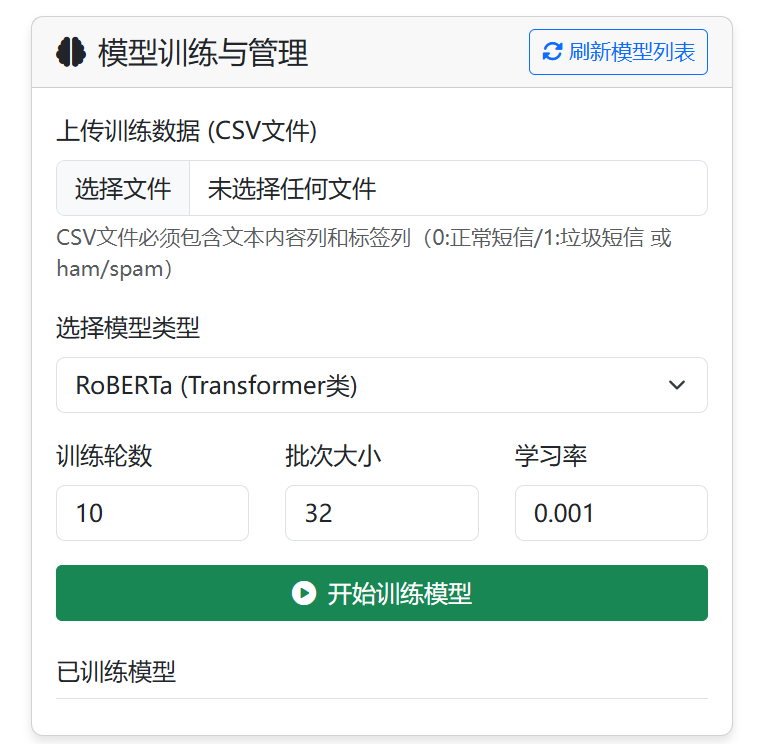 模型训练与管理
刷新模型列表
上传训练数据 (CSV文件)
选择文件 未选择任何文件
CSV文件必须包含文本内容列和标签列（0:正常短信/1:垃圾短信 或
ham/spam）
选择模型类型
RoBERTa (Transformer类)
训练轮数 批次大小 学习率
10 32 0.001
开始训练模型
已训练模型